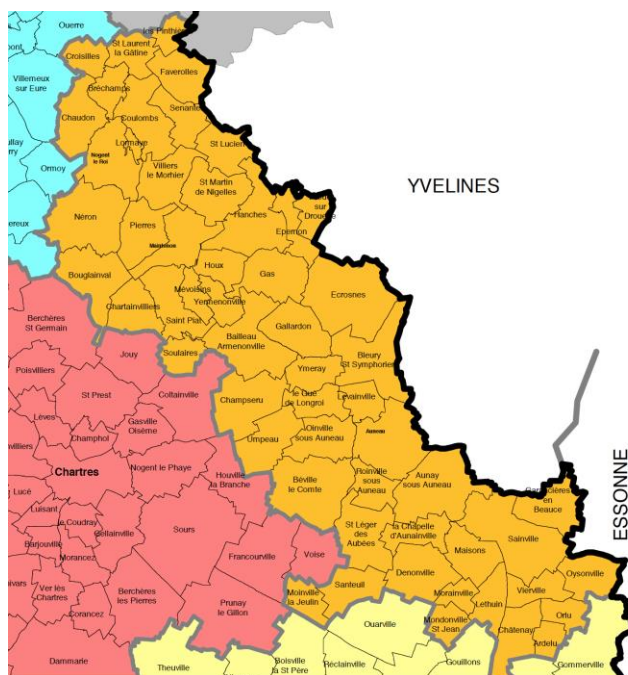 Ouerre
les Pinthières
St Laurent
la Gâtine
Croisilles
Faverolles
Villemeux
sur Eure
Bréchamps
Senantes
Chaudon
Coulombs
Lormaye
St Lucien
Nogent
le Roi
Villiers
le Morhier
Ormoy
St Martin
de Nigelles
YVELINES
sur
Hanches
Néron
Pierres
Epernon
Maintenon
Houx
Gas
Bouglainval
Mévoisins
Ecrosnes
Yermenonville
Chartainvilliers
Saint Piat
Berchères
St Germain
Gallardon
Bailleau
Armenonville
Jouy
Soulaires
Bleury
St Symphorien
Poisvilliers
Ymeray
St Prest
Coltainville
Champseru
le Gué
de Longroi
Levainville
Lèves
Gasville
Oisème
Oinville
sous Auneau
Auneau
Champhol
Umpeau
Chartres
Nogent le Phaye
Houville
la Branche
Béville
le Comte
Roinville
sous
Auneau
Aunay
sous Auneau
Lucé
Luisant
le Coudray
Beauce
en
ESSONNE
Gellainville
Sours
St Léger
des
Aubées
la Chapelle
d'Aunainville
Sainville
Barjouville
Morancez
Francourville
Voise
Maisons
Oysonville
Denonville
Ver lès
Chartres
Berchères
les Pierres
Moinville
la Jeulin
Santeuil
Morainville
Vierville
Lethuin
Corancez
Prunay
le Gillon
Ouarville
Mondonville
St Jean
Orlu
Châtenay
Ardelu
Dammarie
Theuville
Boisville
la St Père
Réclainville
Gouillons
Gommerville